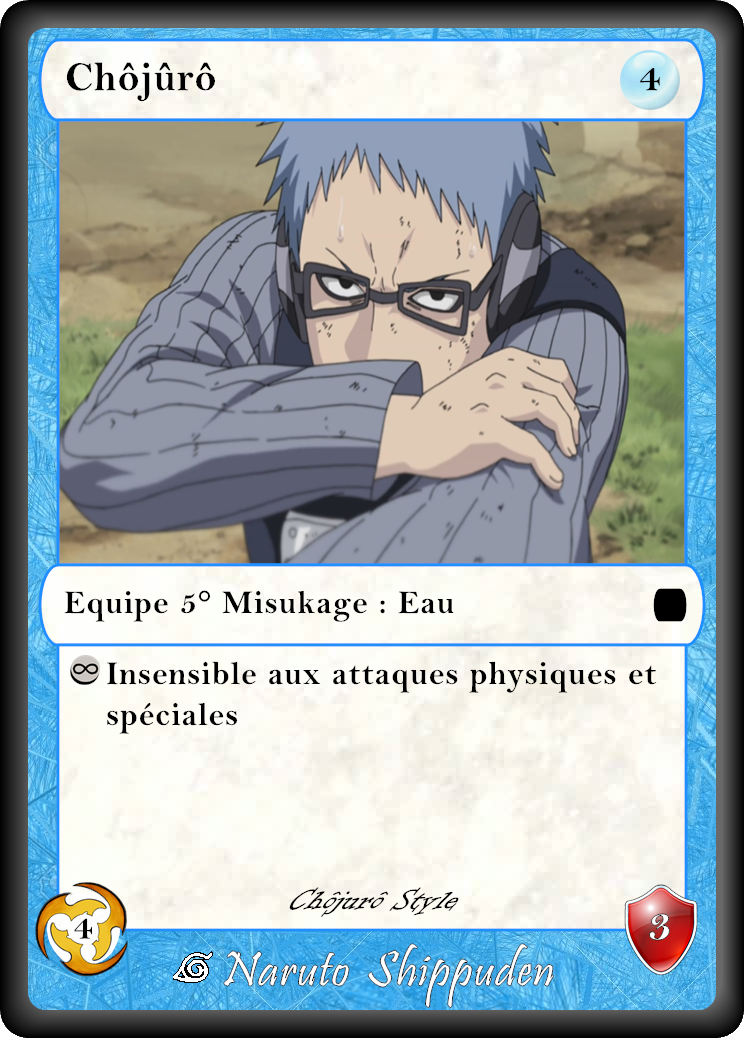 Chôjûrô
4
Equipe 5° Misukage : Eau
Insensible aux attaques physiques et
spéciales
Chôjurô Style
4
3
Naruto Shippuden